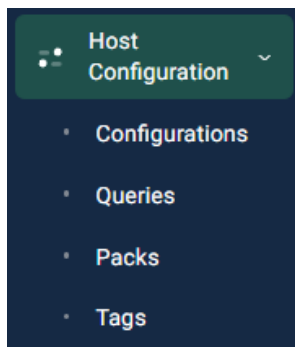 Host
Configuration
Configurations
Queries
Packs
Tags